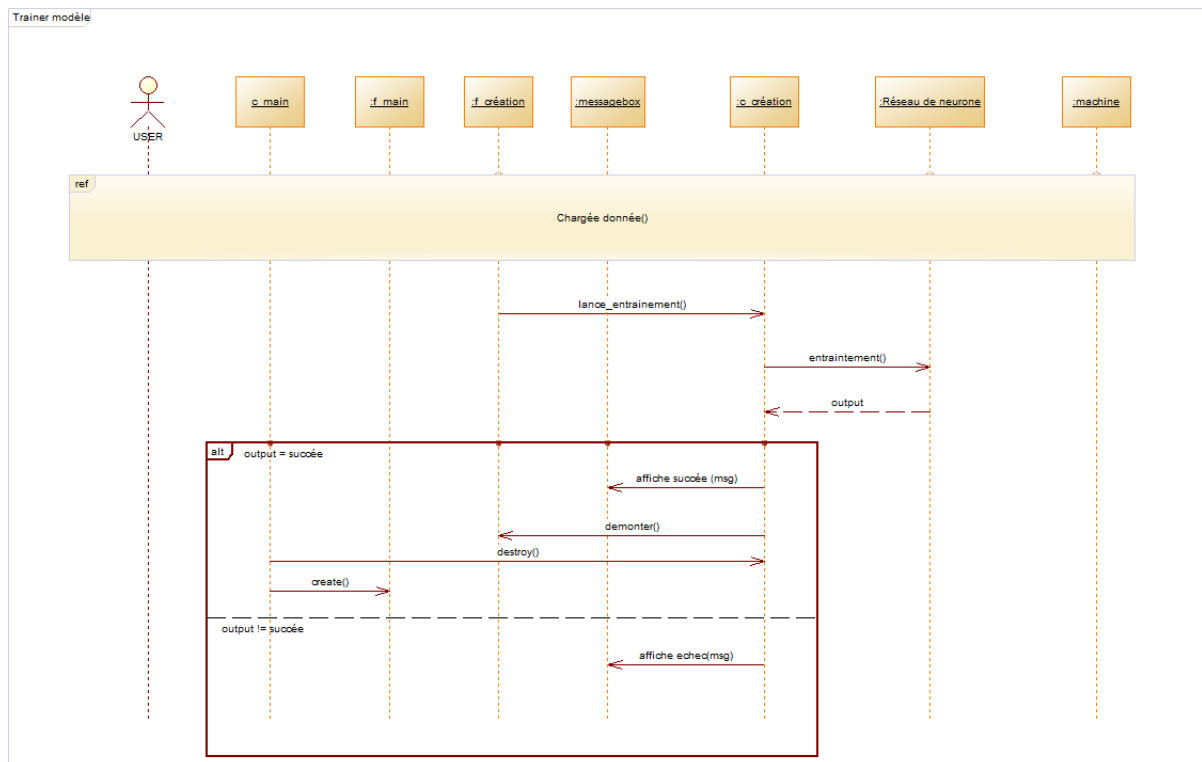 Trainer modèle
USER
c_main
:f_main
:f_création
:messagebox
:c_création
:Réseau de neurone
:machine
ref
Chargée donnée()
lance_entrainement()
entraintement()
output
alt
output = succée
affiche succée (msg)
demonter()
destroy()
create()
output != succée
affiche echec(msg)